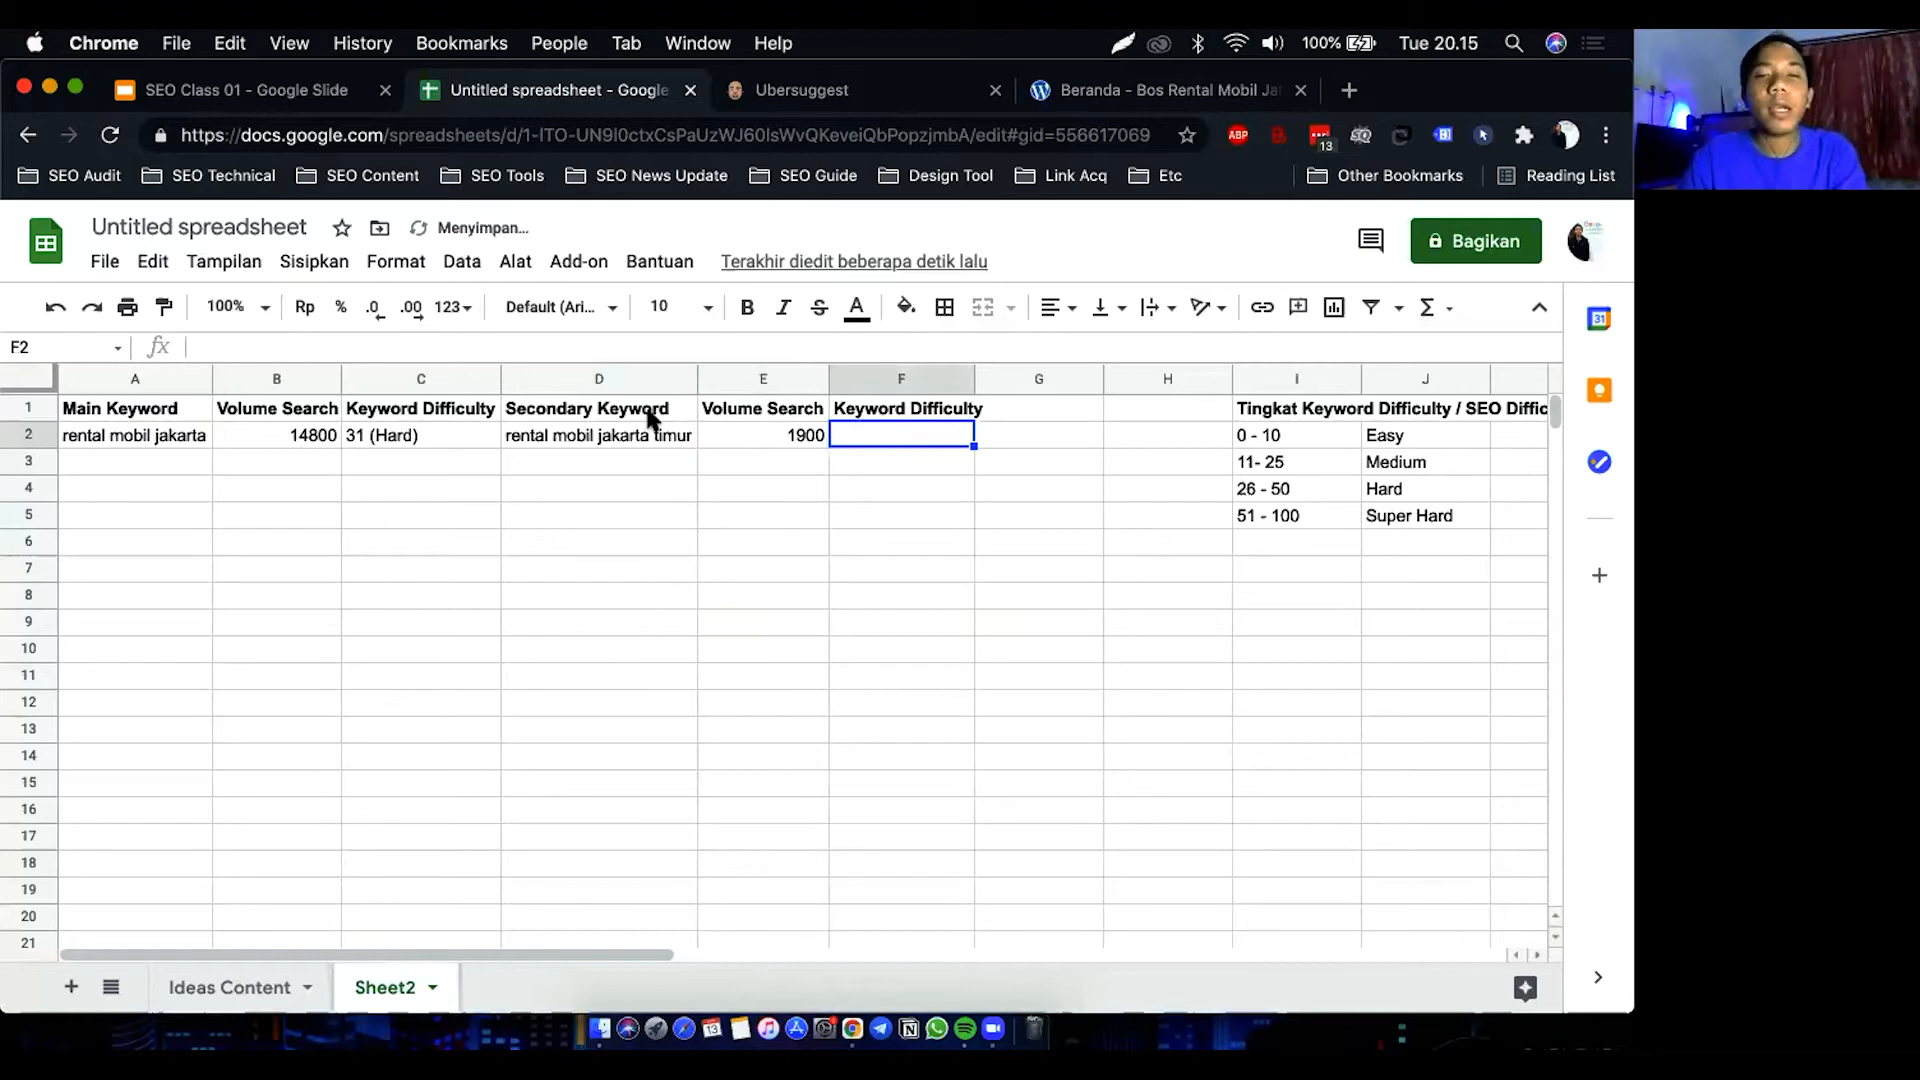 Chrome File Edit View History Bookmarks People Tab Window Help 100% Tue 20.15
SEO Class 01 - Google Slide Untitled spreadsheet - Google Ubersuggest Beranda - Bos Rental Mobil Ja
https://docs.google.com/spreadsheets/d/1-ITO-UN9I0ctxCsPaUzWJ60IsWvQKeveiQbPopzjmbA/edit#gid=556617069 ABP 13
SEO Audit SEO Technical SEO Content SEO Tools SEO News Update SEO Guide Design Tool Link Acq Etc Other Bookmarks Reading List
Untitled spreadsheet Menyimpan... Bagikan
File Edit Tampilan Sisipkan Format Data Alat Add-on Bantuan Terakhir diedit beberapa detik lalu
100% Rp % .0 .00 123 Default (Ari... 10 B I S A
31
F2 fx
A B C D E F G H I J
1 Main Keyword Volume Search Keyword Difficulty Secondary Keyword Volume Search Keyword Difficulty Tingkat Keyword Difficulty / SEO Diffic
2 rental mobil jakarta 14800 31 (Hard) rental mobil jakarta timur 1900 0 - 10 Easy
3 11- 25 Medium
4 26 - 50 Hard
5 51 - 100 Super Hard
6
7
8
9
10
11
12
13
14
15
16
17
18
19
20
21
Ideas Content Sheet2